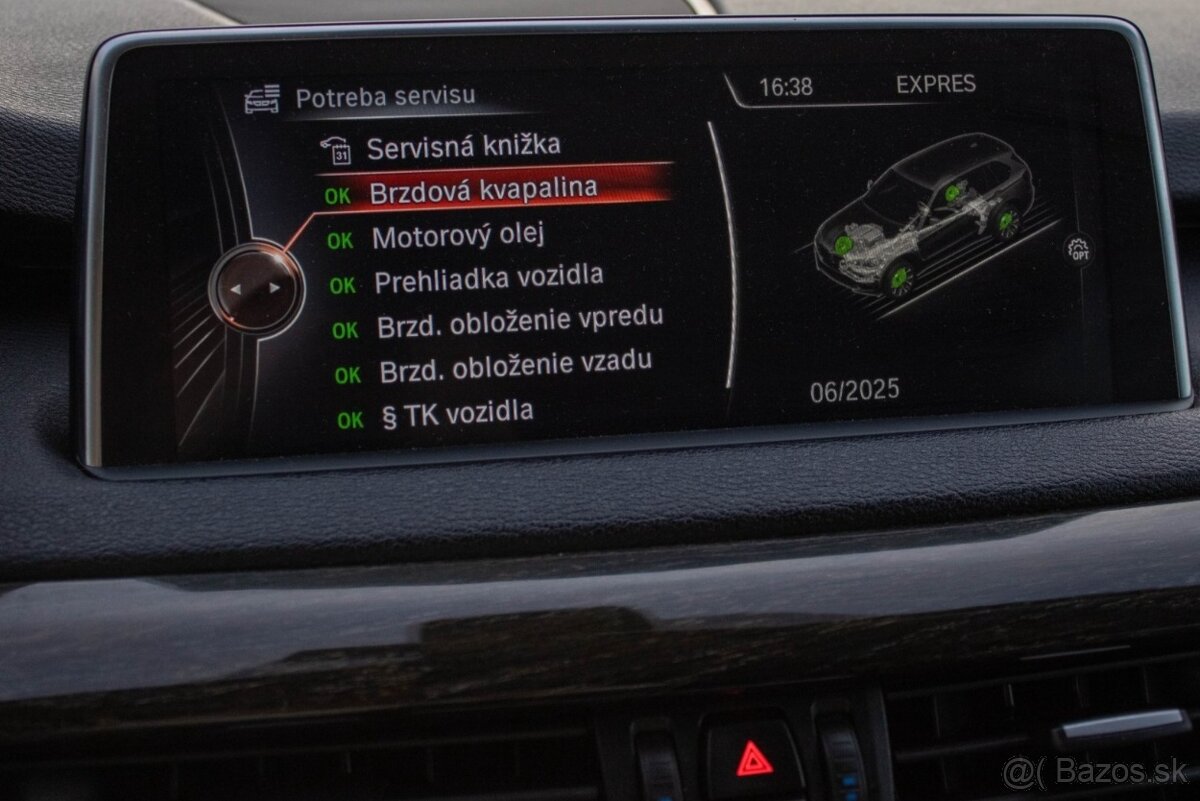 Potreba servisu
16:38 EXPRES
31 Servisná knižka
OK Brzdová kvapalina
OK Motorový olej
OK Prehliadka vozidla
OK Brzd. obloženie vpredu
OK Brzd. obloženie vzadu
OK § TK vozidla
OPT
06/2025
@( Bazos.sk